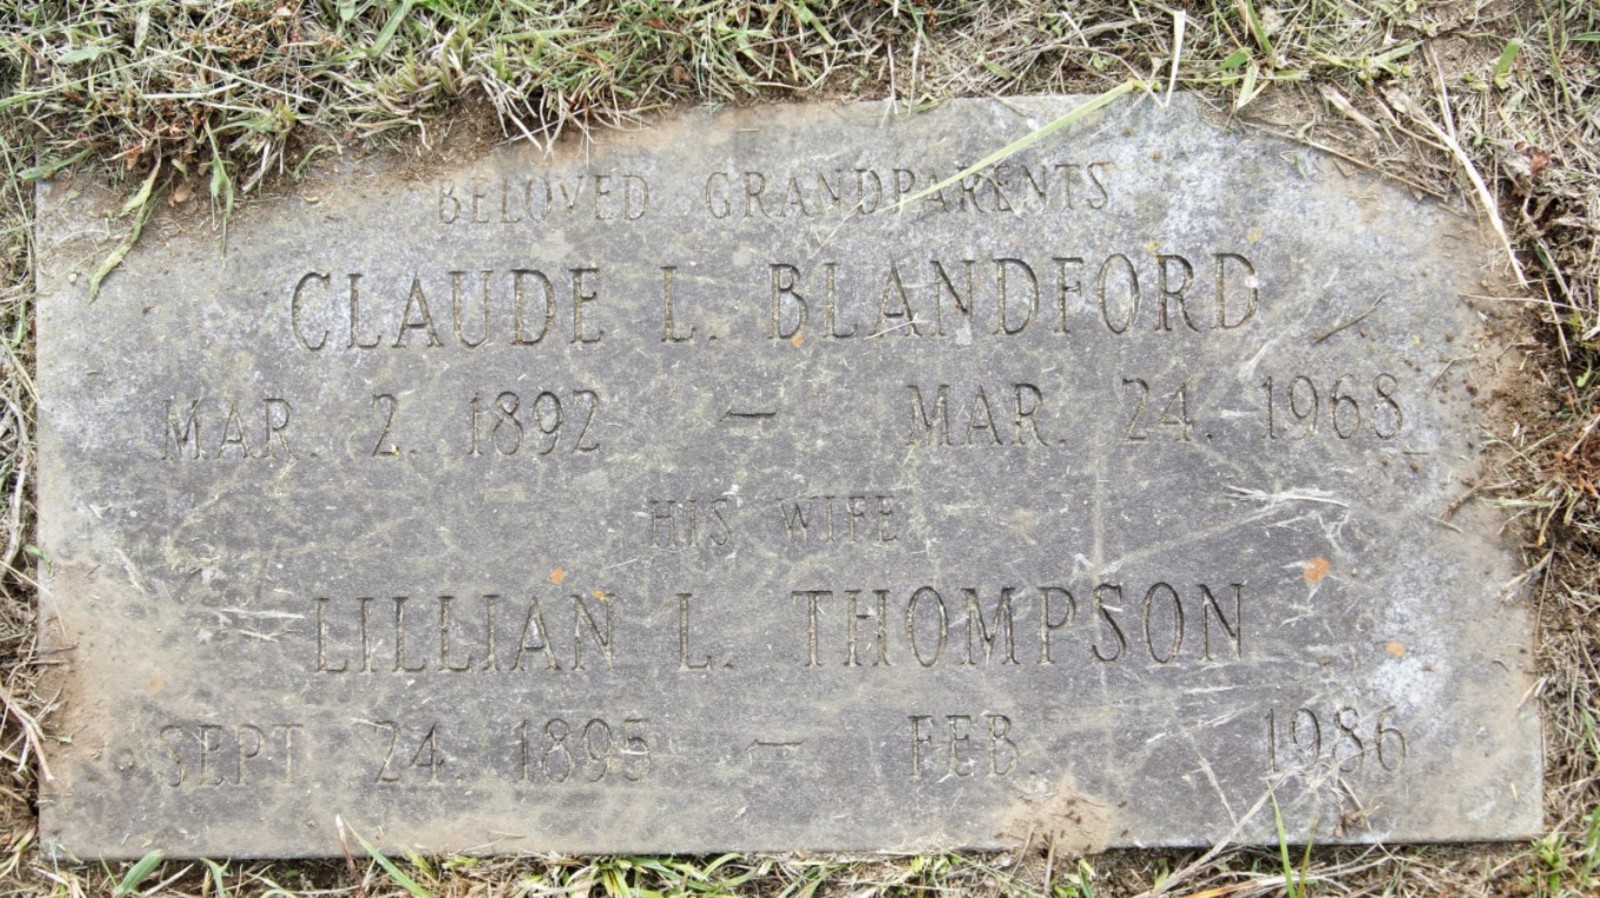 BELOVED GRANDPARENTS
CLAUDE L. BLANDFORD
MAR. 2. 1892 — MAR. 24. 1968
HIS WIFE
LILLIAN L. THOMPSON
SEPT. 24. 1895 — FEB. 1986